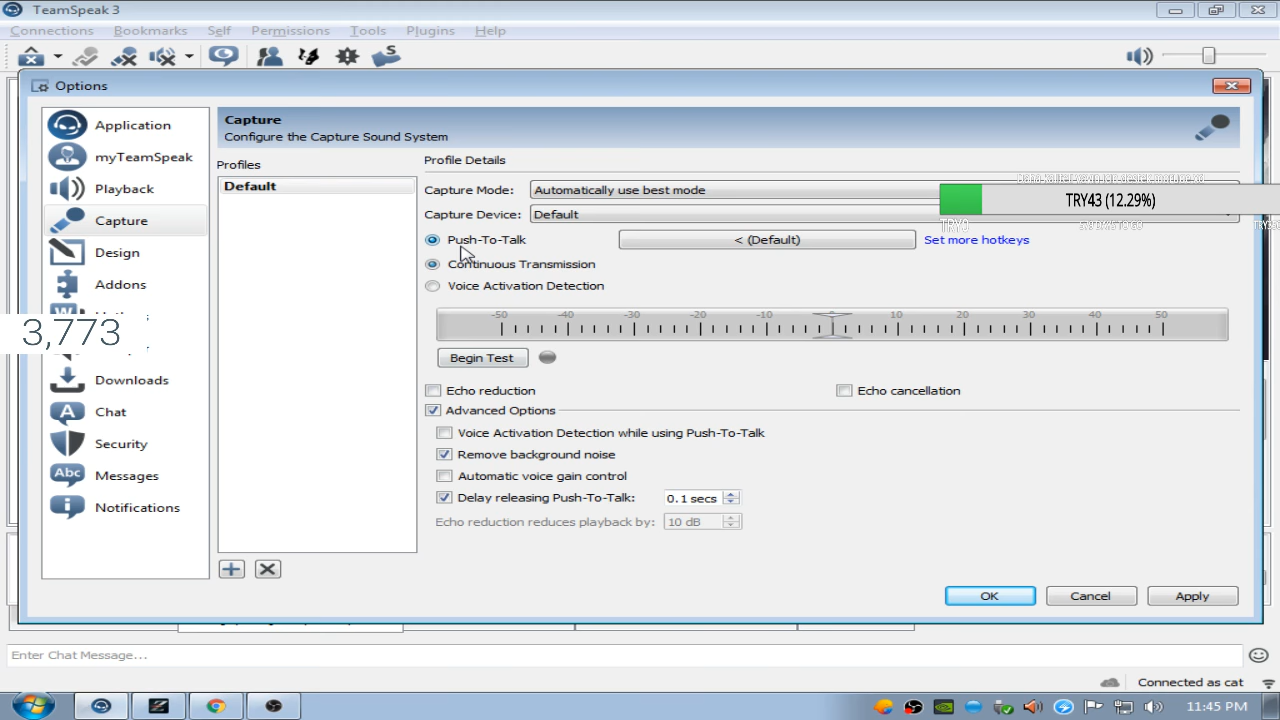 TeamSpeak 3
Connections Bookmarks Self Permissions Tools Plugins Help
Options
Application
myTeamSpeak
Playback
Capture
Design
Addons
3,773
Downloads
Chat
Security
Messages
Notifications
Capture
Configure the Capture Sound System
Profiles
Default
Profile Details
Capture Mode: Automatically use best mode
Capture Device: Default
TRY43 (12.29%)
TRY0
Push-To-Talk < (Default) Set more hotkeys
Continuous Transmission
Voice Activation Detection
-50 -40 -30 -20 -10 10 20 30 40 50
Begin Test
Echo reduction Echo cancellation
Advanced Options
Voice Activation Detection while using Push-To-Talk
Remove background noise
Automatic voice gain control
Delay releasing Push-To-Talk: 0.1 secs
Echo reduction reduces playback by: 10 dB
OK Cancel Apply
Enter Chat Message...
Connected as cat
11:45 PM